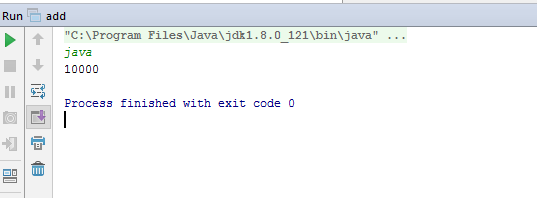 Run add
"C:\Program Files\Java\jdk1.8.0_121\bin\java" ...
java
10000
Process finished with exit code 0